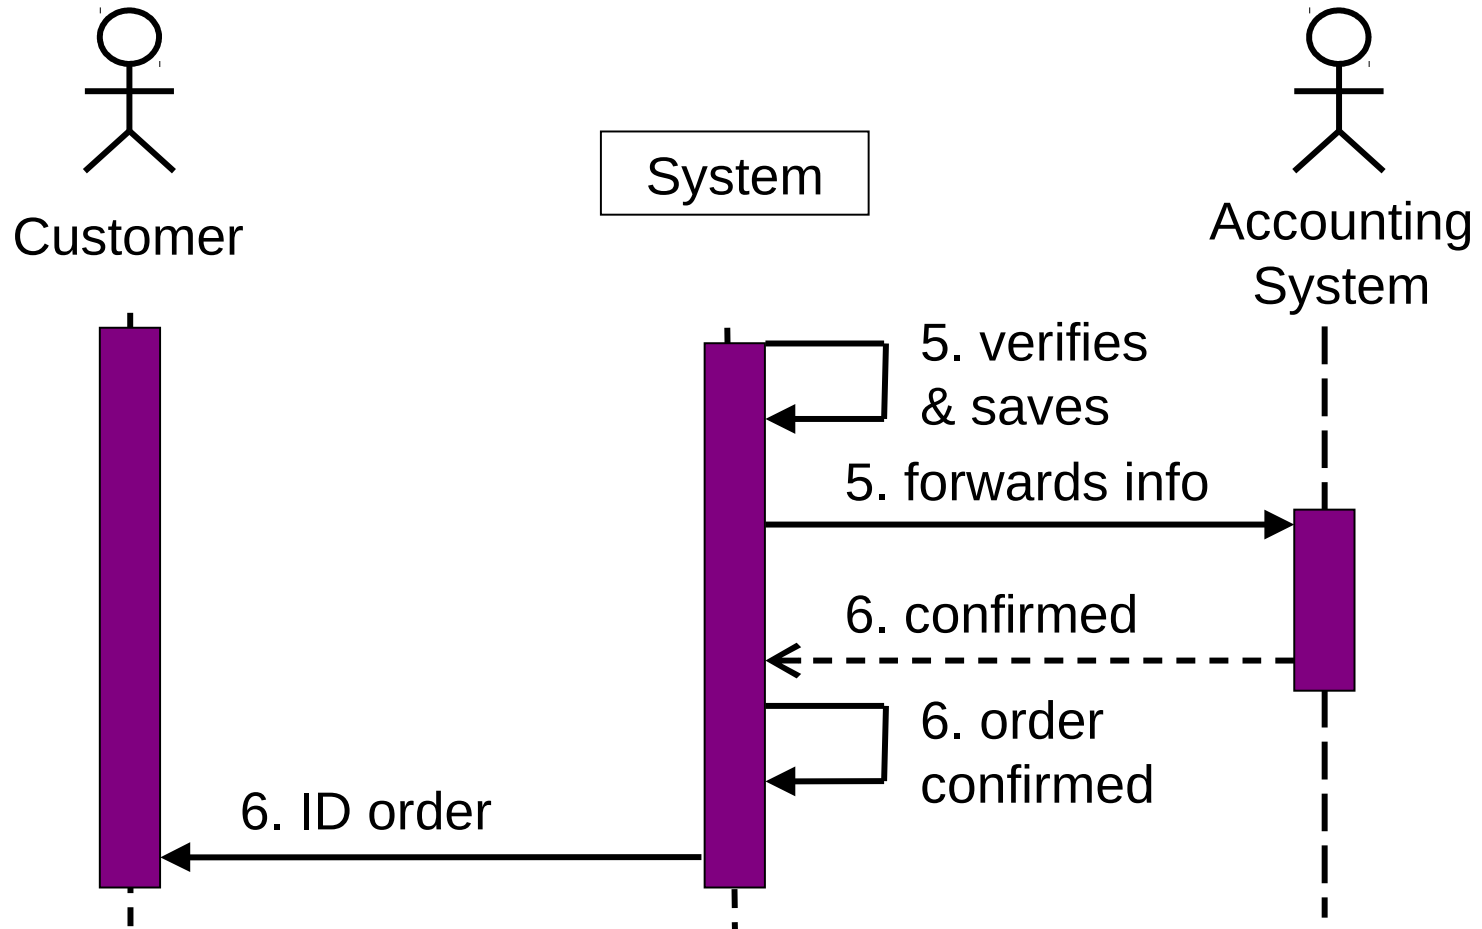 System
Customer
Accounting
System
5. verifies
& saves
5. forwards info
6. confirmed
6. order
confirmed
6. ID order